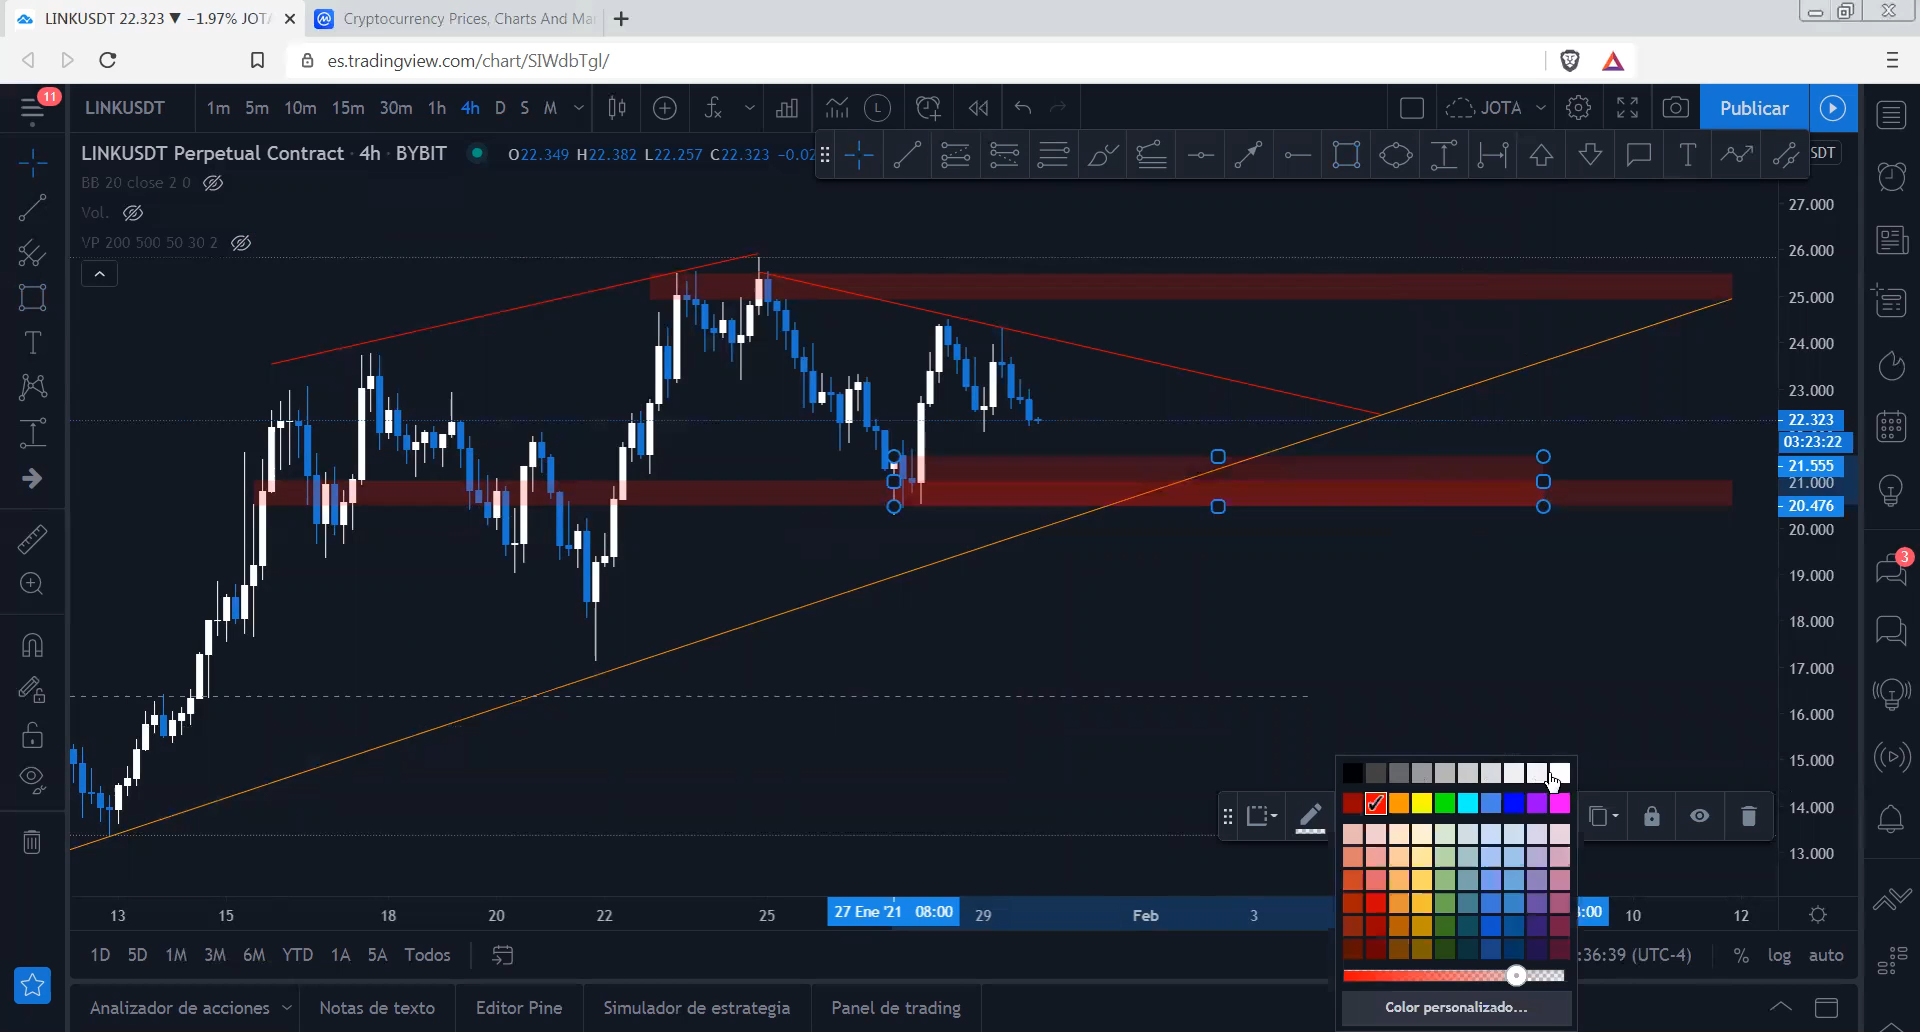 LINKUSDT 22.323 ▼ −1.97% JOTA
Cryptocurrency Prices, Charts And Ma
es.tradingview.com/chart/SIWdbTgl/
11
LINKUSDT
1m 5m 10m 15m 30m 1h 4h D S M
JOTA
Publicar
LINKUSDT Perpetual Contract · 4h · BYBIT
O22.349 H22.382 L22.257 C22.323 −0.02
SDT
BB 20 close 2 0
Vol.
VP 200 500 50 30 2
27.000
26.000
25.000
24.000
23.000
22.323
03:23:22
21.555
21.000
20.476
20.000
19.000
18.000
17.000
16.000
15.000
14.000
13.000
3
13 15 18 20 22 25 27 Ene '21 08:00 29 Feb 3 :00 10 12
1D 5D 1M 3M 6M YTD 1A 5A Todos
:36:39 (UTC-4) % log auto
Color personalizado...
Analizador de acciones Notas de texto Editor Pine Simulador de estrategia Panel de trading